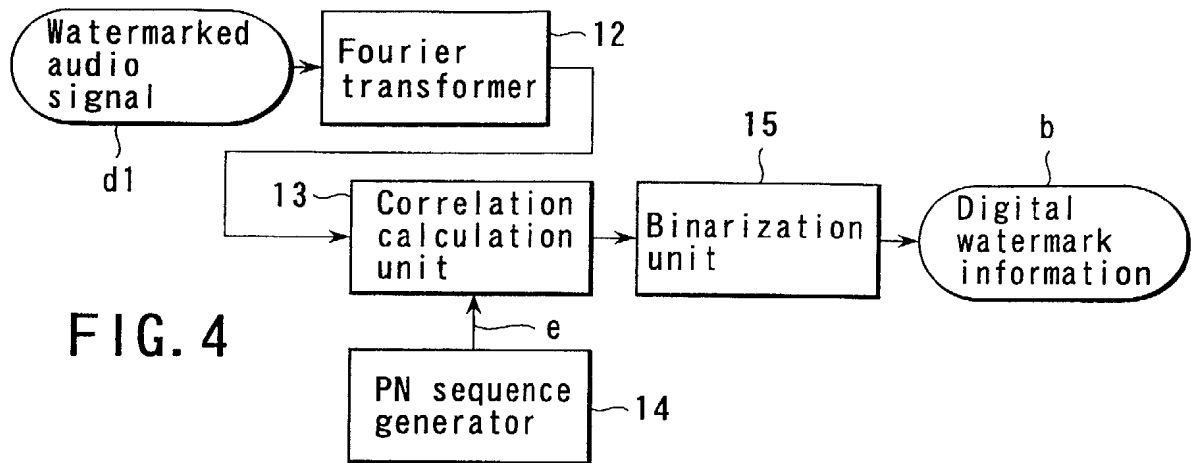 Watermarked
audio
signal
d1
Fourier
transformer
12
13
Correlation
calculation
unit
15
Binarization
unit
b
Digital
watermark
information
e
PN sequence
generator
14
FIG. 4